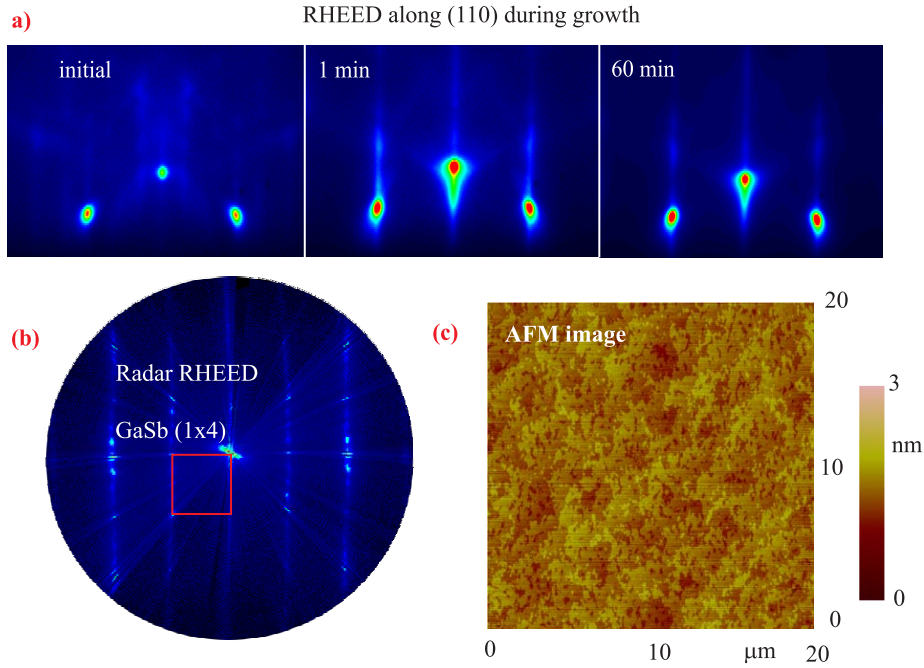 RHEED along (110) during growth
a)
initial
1 min
60 min
(b)
Radar RHEED
GaSb (1x4)
(c)
AFM image
20
10
0
0
10
μm
20
3
nm
0